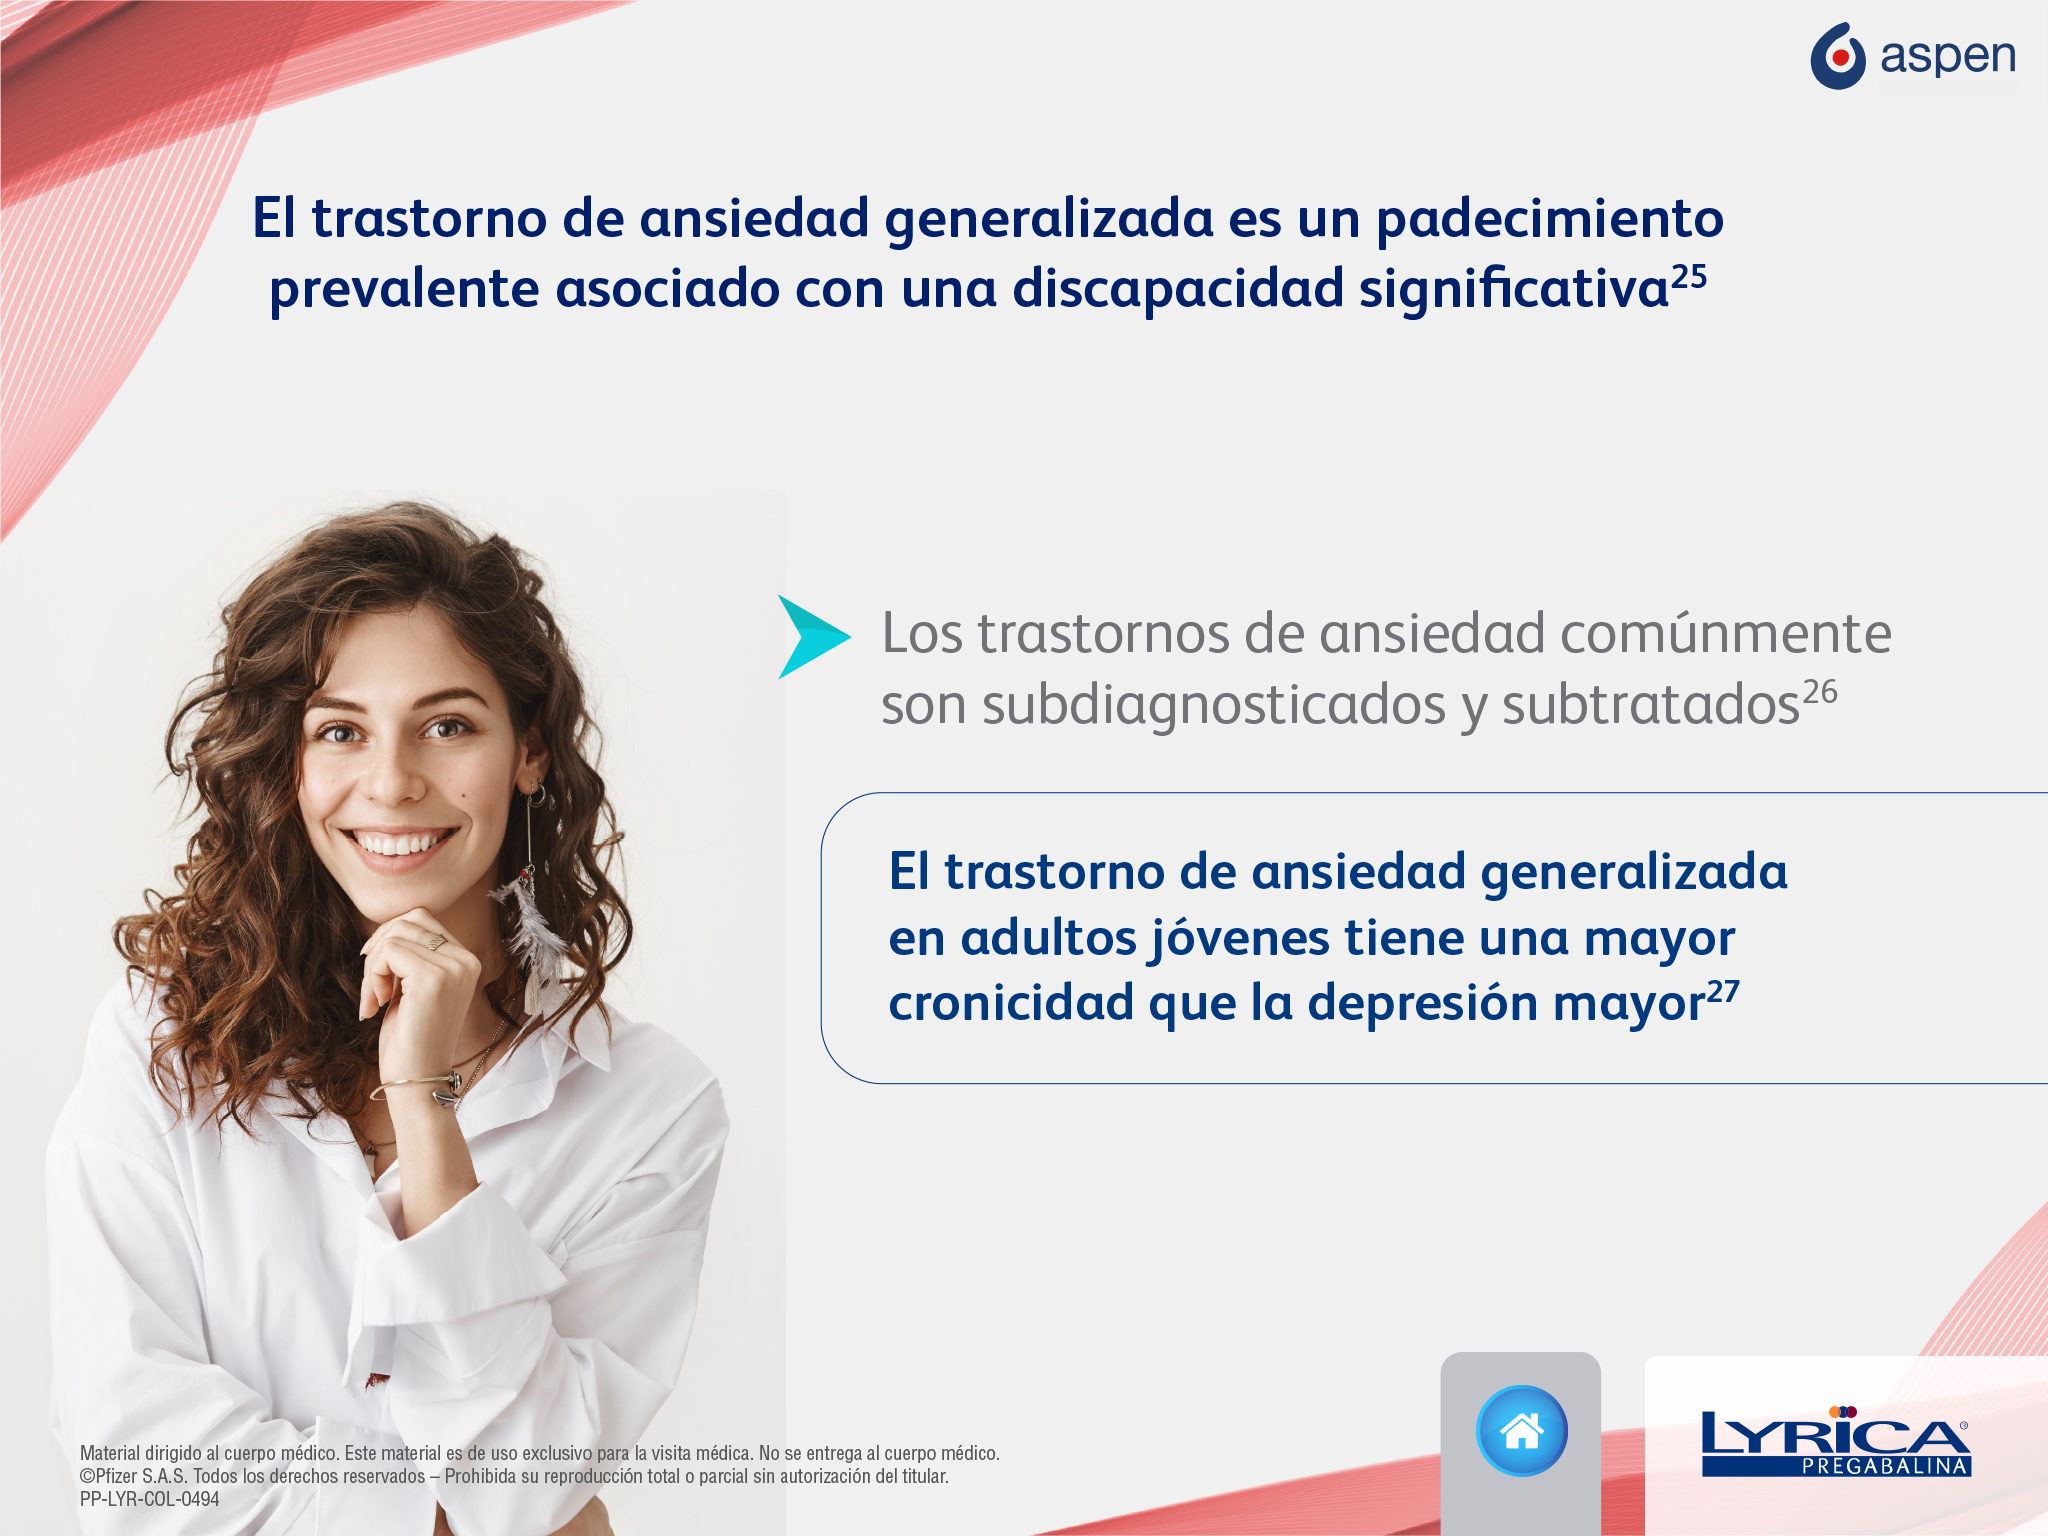 aspen
El trastorno de ansiedad generalizada es un padecimiento
prevalente asociado con una discapacidad significativa²⁵
Los trastornos de ansiedad comúnmente
son subdiagnosticados y subtratados²⁶
El trastorno de ansiedad generalizada
en adultos jóvenes tiene una mayor
cronicidad que la depresión mayor²⁷
Material dirigido al cuerpo médico. Este material es de uso exclusivo para la visita médica. No se entrega al cuerpo médico.
©Pfizer S.A.S. Todos los derechos reservados – Prohibida su reproducción total o parcial sin autorización del titular.
PP-LYR-COL-0494
LYRICA®
PREGABALINA